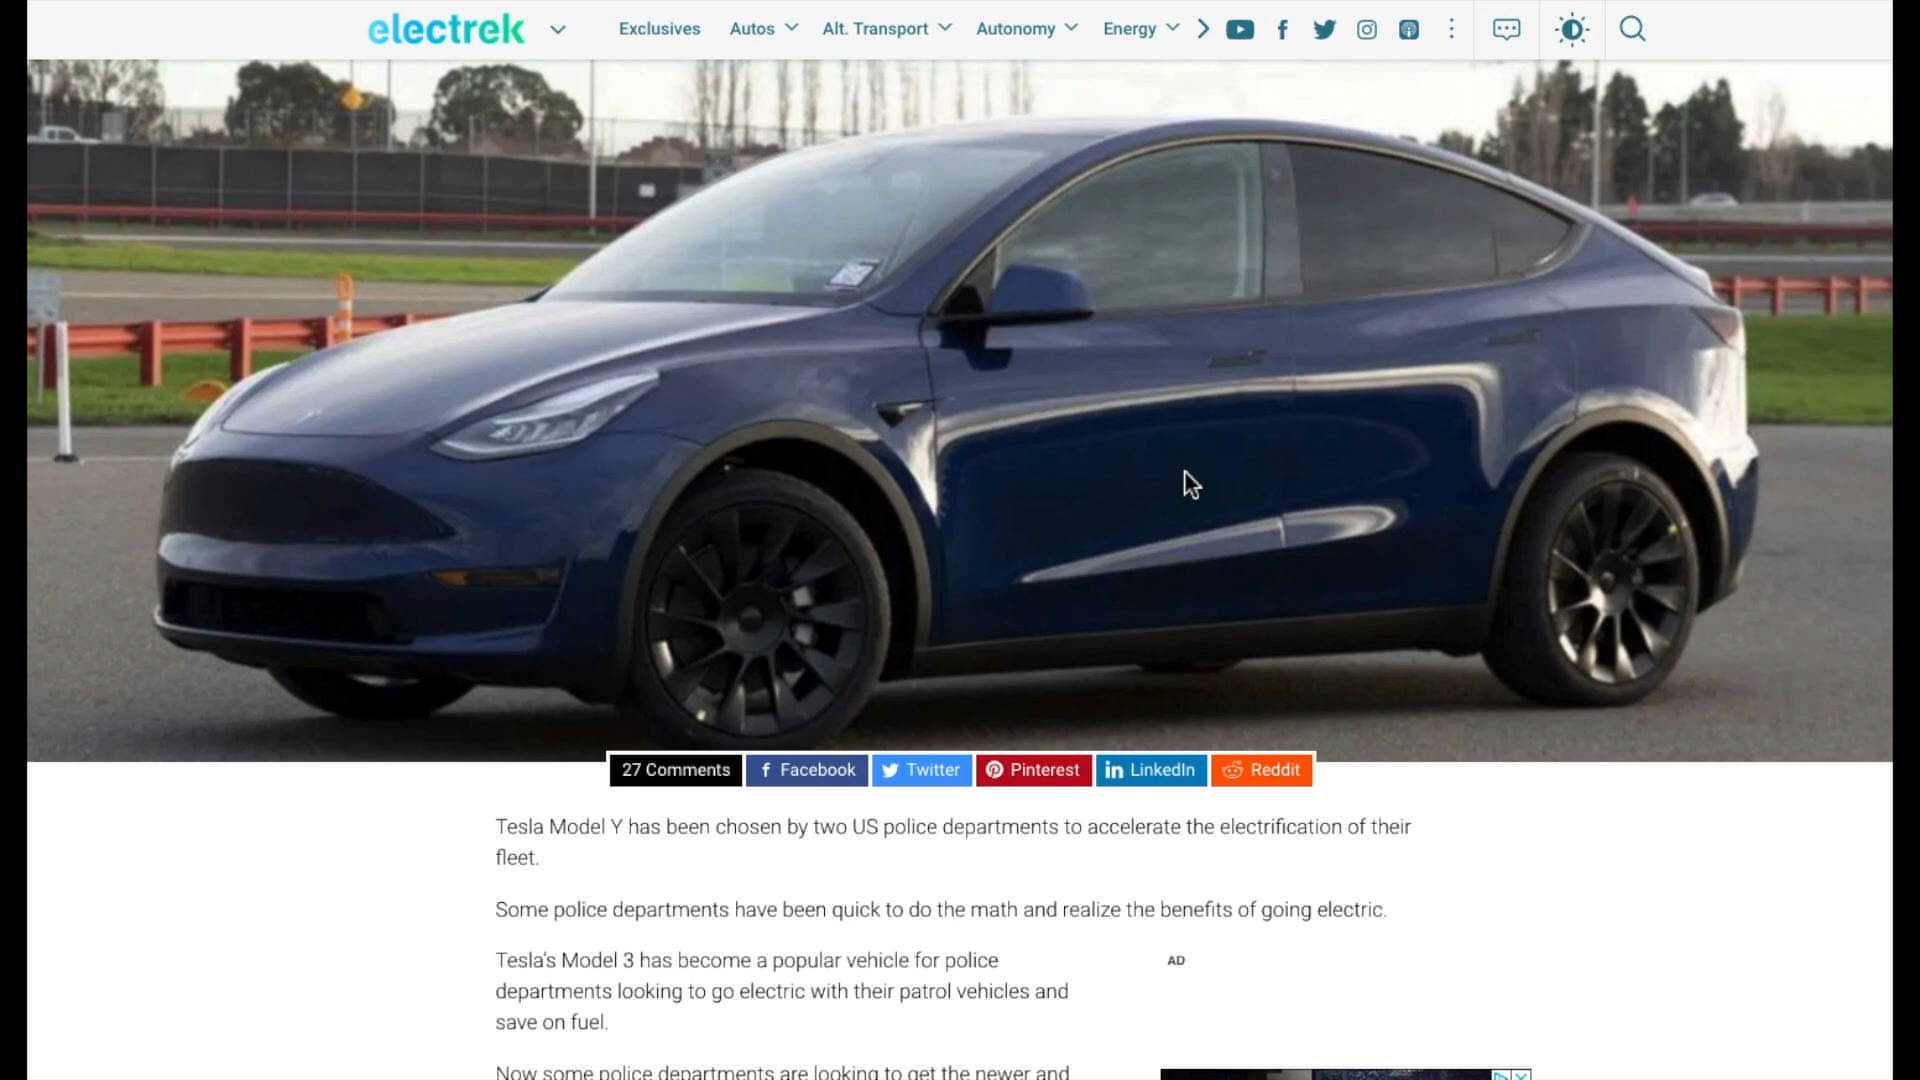 electrek Exclusives Autos Alt. Transport Autonomy Energy
27 Comments Facebook Twitter Pinterest LinkedIn Reddit
Tesla Model Y has been chosen by two US police departments to accelerate the electrification of their
fleet.
Some police departments have been quick to do the math and realize the benefits of going electric.
Tesla's Model 3 has become a popular vehicle for police
departments looking to go electric with their patrol vehicles and
save on fuel.
AD
Now some police departments are looking to get the newer and